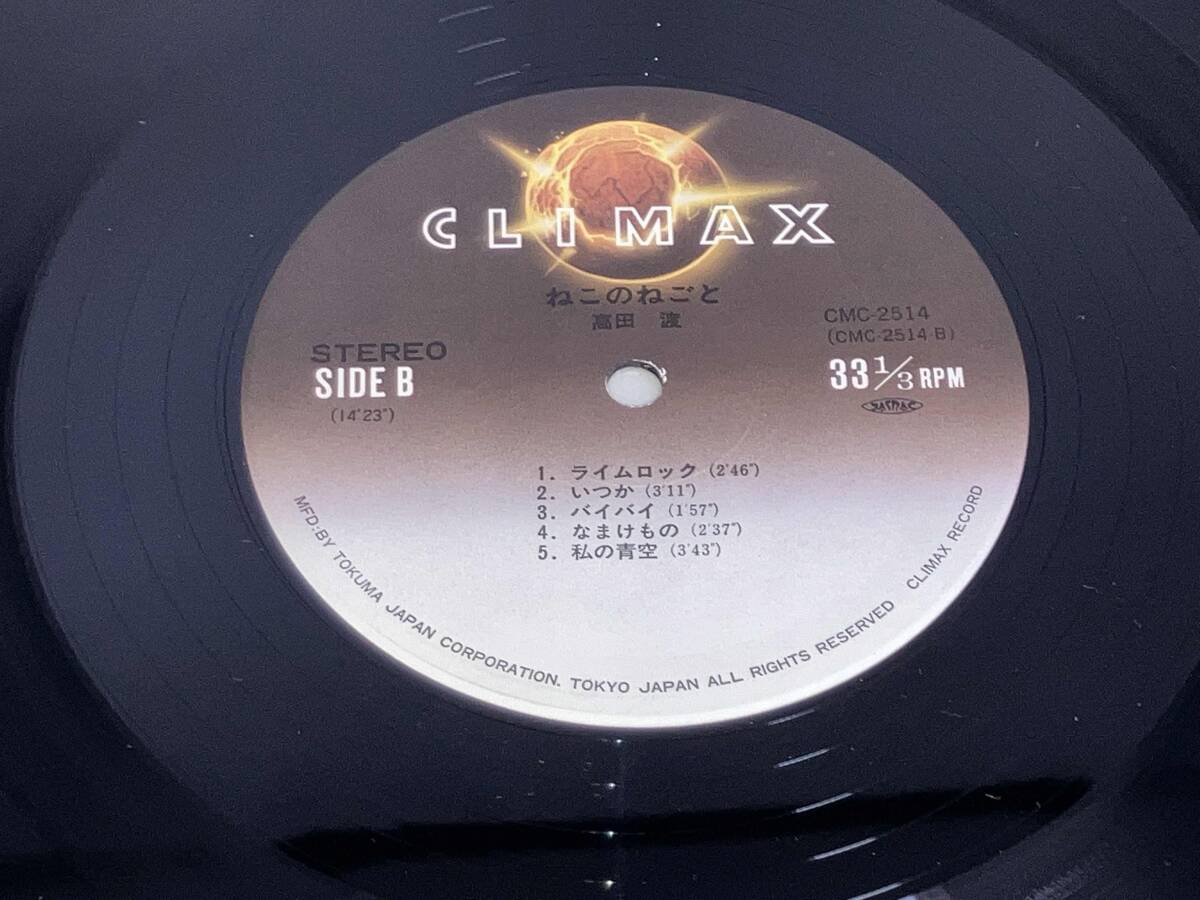 CLIMAX
ねこのねごと
高田 渡
CMC-2514
(CMC-2514-B)
STEREO
SIDE B
(14'23")
33 1/3 RPM
1. ライムロック (2'46")
2. いつか (3'11")
3. バイバイ (1'57")
4. なまけもの (2'37")
5. 私の青空 (3'43")
MFD:BY TOKUMA JAPAN CORPORATION. TOKYO JAPAN ALL RIGHTS RESERVED CLIMAX RECORD